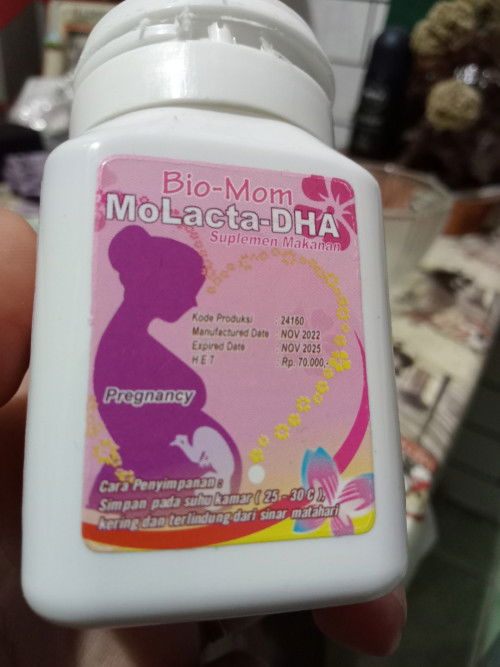 Bio-Mom
MoLacta-DHA
Suplemen Makanan
Kode Produksi : 24160
Manufactured Date : NOV 2022
Expired Date : NOV 2025
H E T : Rp. 70.000,-
Pregnancy
Cara Penyimpanan :
Simpan pada suhu kamar ( 25 - 30 C ),
kering dan terlindung dari sinar matahari